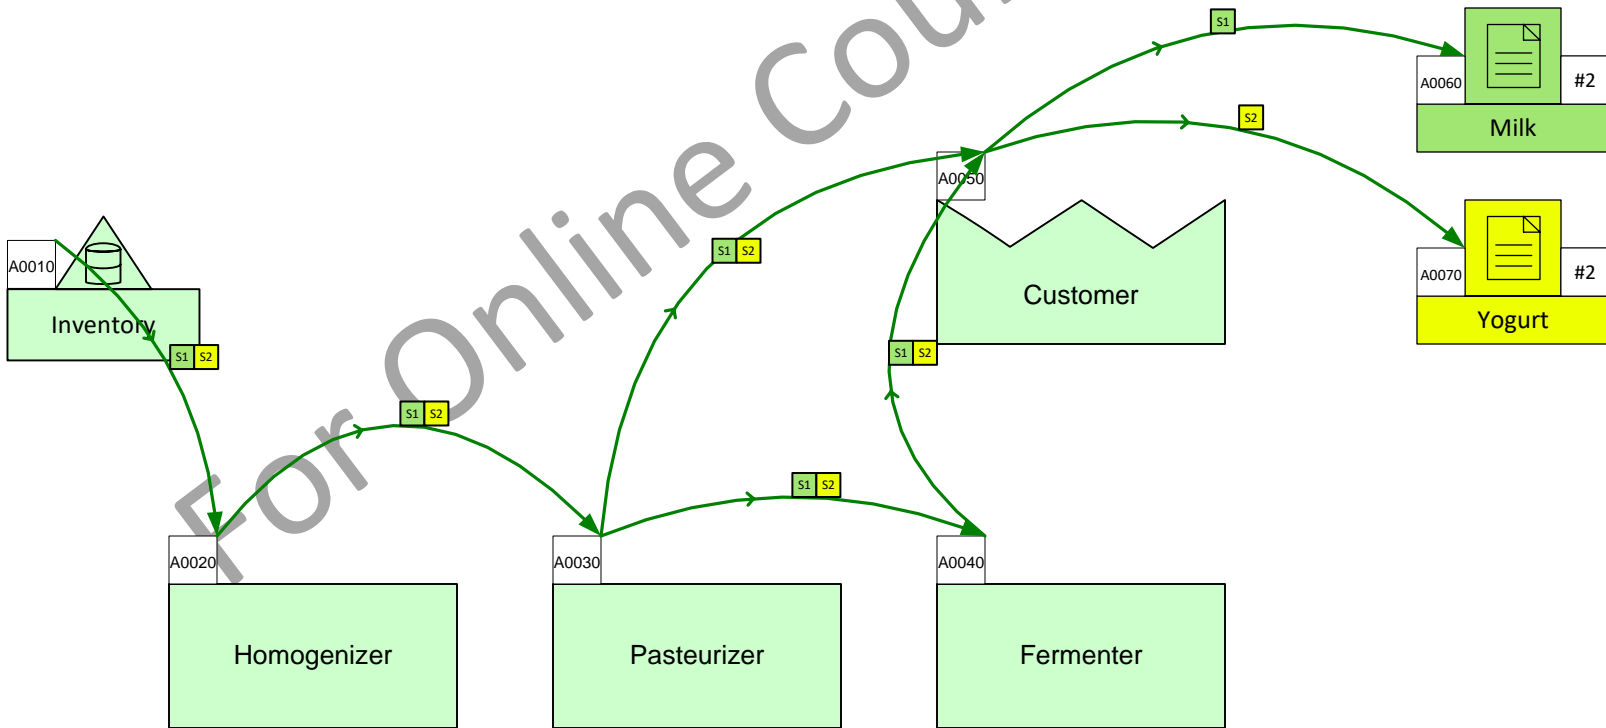 S1
A0060
#2
Milk
S2
A0050
A0070
#2
Yogurt
A0010
Inventory
S1 S2
Customer
S1 S2
S1 S2
S1 S2
S1 S2
A0020
A0030
A0040
Homogenizer
Pasteurizer
Fermenter
For Online Cou